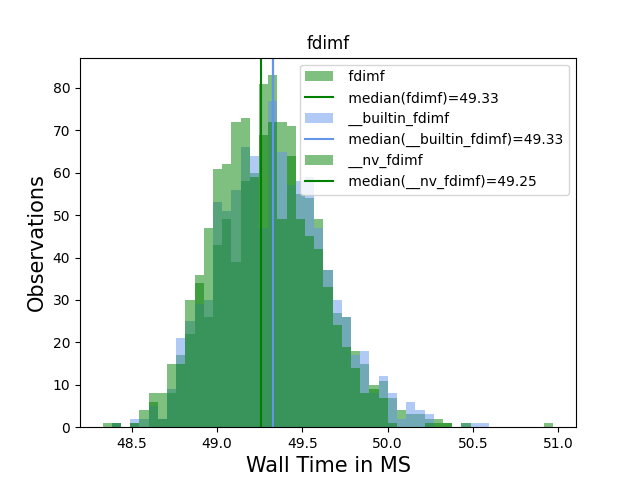 fdimf
80
70
60
50
40
30
20
10
0
Observations
fdimf
median(fdimf)=49.33
__builtin_fdimf
median(__builtin_fdimf)=49.33
__nv_fdimf
median(__nv_fdimf)=49.25
48.5 49.0 49.5 50.0 50.5 51.0
Wall Time in MS